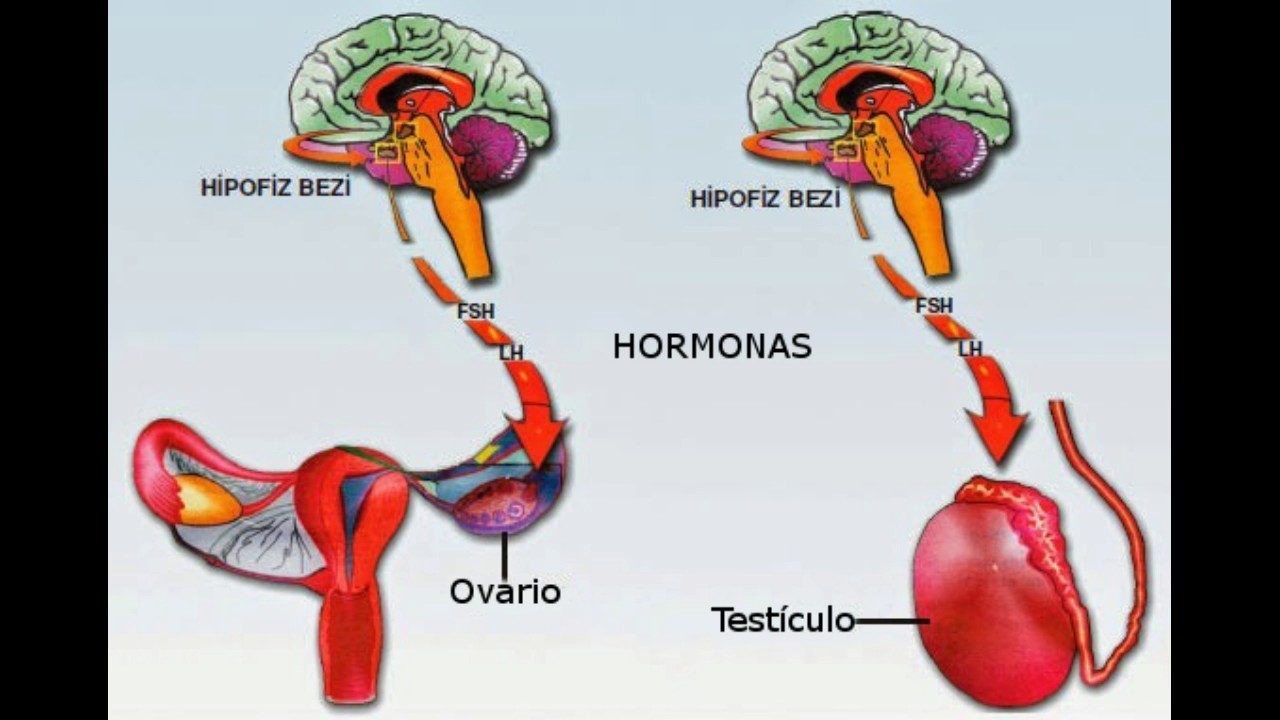 HİPOFİZ BEZİ
HİPOFİZ BEZİ
FSH
FSH
LH
LH
HORMONAS
Ovario
Testículo